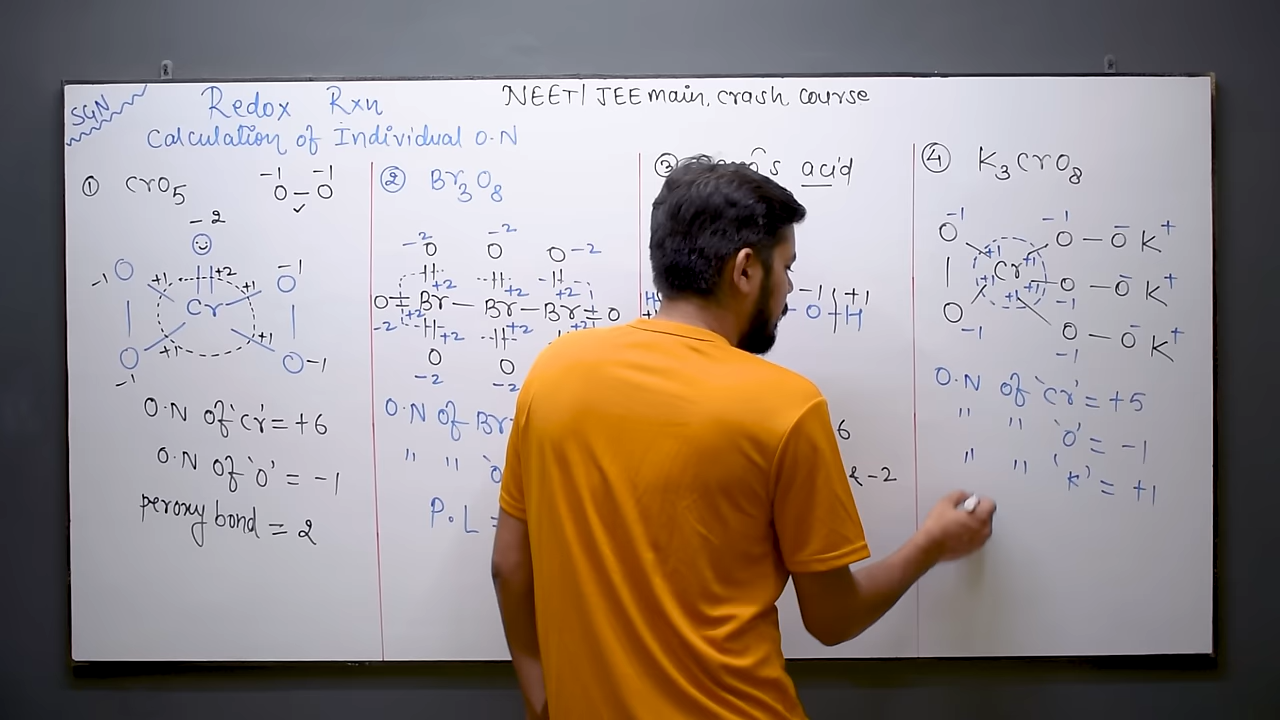 SGN
Redox Rxn
NEET/ JEE main, crash course
Calculation of Individual O.N
① CrO5
-1 -1
O – O
✓
-2
-1 O +1 +2 +1 O -1
Cr
-1 O +1 +1 O -1
O.N of 'Cr' = +6
O.N of 'O' = -1
peroxy bond = 2
② Br3O8
-2 O -2 O O -2
+2 +2 +2
O = Br – Br – Br = O
-2 +2 +2 +2 +2
O O
-2 -2
O.N of Br
" " 'O
P.O L =
③ acid
-1 +1
O H
6
& -2
④ K3CrO8
-1 O -1 O – O⁻ K+
Cr +1 +1 +1 +1 O – O⁻ K+
-1
O -1 O – O⁻ K+
-1
O.N of 'Cr' = +5
" " 'O' = -1
" " 'K' = +1